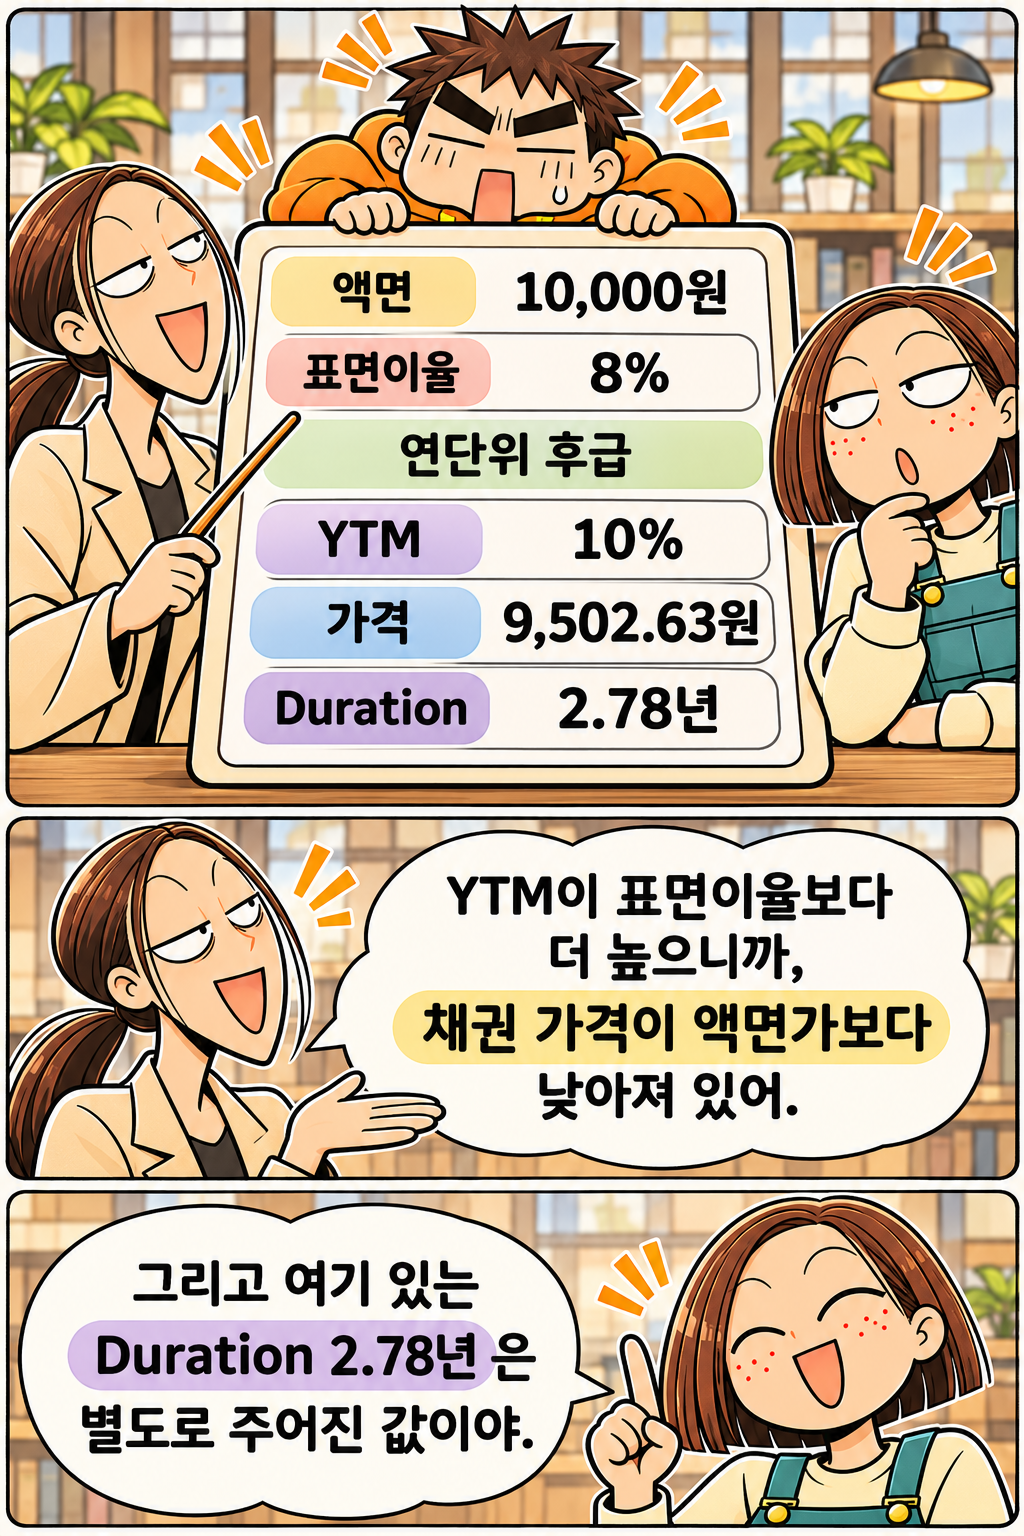 액면 10,000원
표면이율 8%
연단위 후급
YTM 10%
가격 9,502.63원
Duration 2.78년
YTM이 표면이율보다
더 높으니까,
채권 가격이 액면가보다
낮아져 있어.
그리고 여기 있는
Duration 2.78년은
별도로 주어진 값이야.